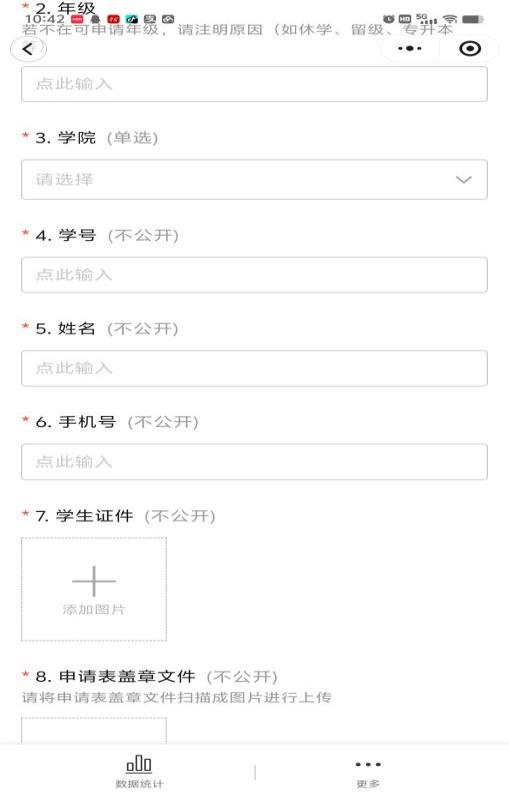 * 2. 年级
10:42 HD 5G
若不在可申请年级，请注明原因（如休学、留级、专升本
点此输入
* 3. 学院 (单选)
请选择
* 4. 学号 (不公开)
点此输入
* 5. 姓名 (不公开)
点此输入
* 6. 手机号 (不公开)
点此输入
* 7. 学生证件 (不公开)
添加图片
* 8. 申请表盖章文件 (不公开)
请将申请表盖章文件扫描成图片进行上传
数据统计
更多